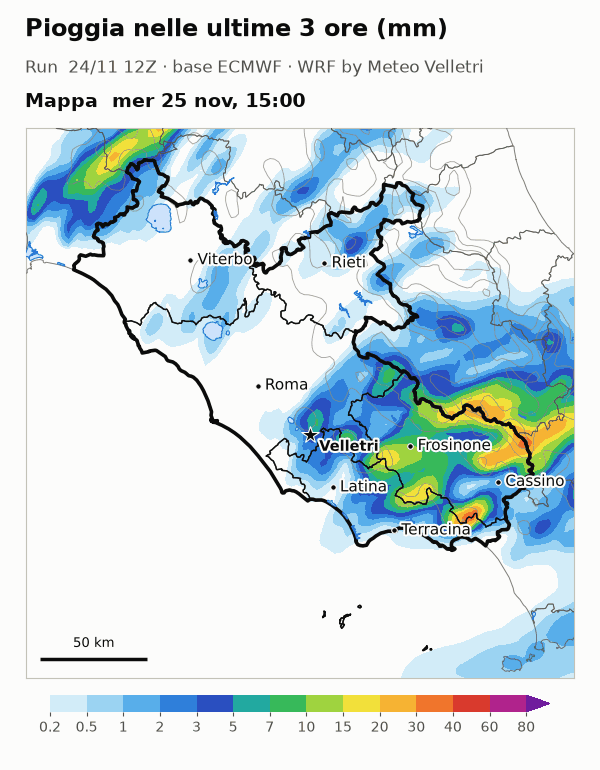 Pioggia nelle ultime 3 ore (mm)
Run  24/11 12Z · base ECMWF · WRF by Meteo Velletri
Mappa  mer 25 nov, 15:00
Viterbo
Rieti
Roma
Velletri
Frosinone
Cassino
Latina
Terracina
50 km
0.2 0.5 1 2 3 5 7 10 15 20 30 40 60 80